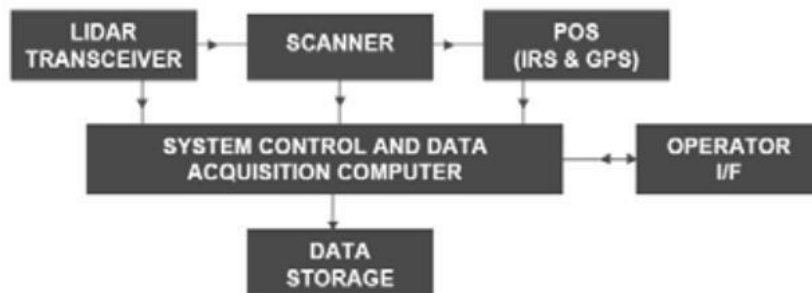 LIDAR
TRANSCEIVER
SCANNER
POS
(IRS & GPS)
SYSTEM CONTROL AND DATA
ACQUISITION COMPUTER
OPERATOR
I/F
DATA
STORAGE